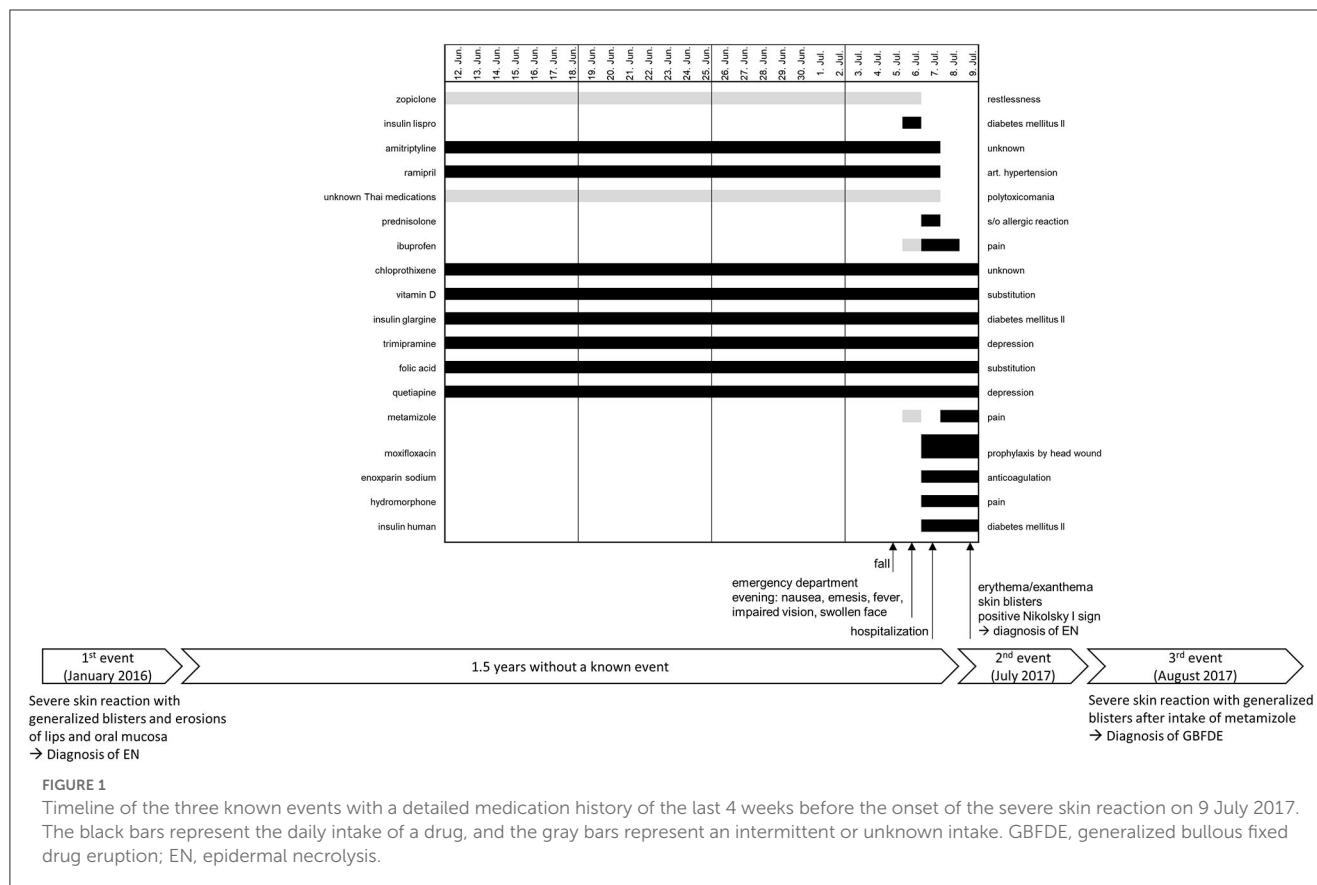 12. Jun.
13. Jun.
14. Jun.
15. Jun.
16. Jun.
17. Jun.
18. Jun.
19. Jun.
20. Jun.
21. Jun.
22. Jun.
23. Jun.
24. Jun.
25. Jun.
26. Jun.
27. Jun.
28. Jun.
29. Jun.
30. Jun.
1. Jul.
2. Jul.
3. Jul.
4. Jul.
5. Jul.
6. Jul.
7. Jul.
8. Jul.
9. Jul.
zopiclone restlessness
insulin lispro diabetes mellitus II
amitriptyline unknown
ramipril art. hypertension
unknown Thai medications polytoxicomania
prednisolone s/o allergic reaction
ibuprofen pain
chloprothixene unknown
vitamin D substitution
insulin glargine diabetes mellitus II
trimipramine depression
folic acid substitution
quetiapine depression
metamizole pain
moxifloxacin prophylaxis by head wound
enoxparin sodium anticoagulation
hydromorphone pain
insulin human diabetes mellitus II
fall
emergency department
evening: nausea, emesis, fever,
impaired vision, swollen face
hospitalization
erythema/exanthema
skin blisters
positive Nikolsky I sign
→ diagnosis of EN
1st event
(January 2016)
1.5 years without a known event
2nd event
(July 2017)
3rd event
(August 2017)
Severe skin reaction with
generalized blisters and erosions
of lips and oral mucosa
→ Diagnosis of EN
Severe skin reaction with generalized
blisters after intake of metamizole
→ Diagnosis of GBFDE
FIGURE 1
Timeline of the three known events with a detailed medication history of the last 4 weeks before the onset of the severe skin reaction on 9 July 2017.
The black bars represent the daily intake of a drug, and the gray bars represent an intermittent or unknown intake. GBFDE, generalized bullous fixed
drug eruption; EN, epidermal necrolysis.